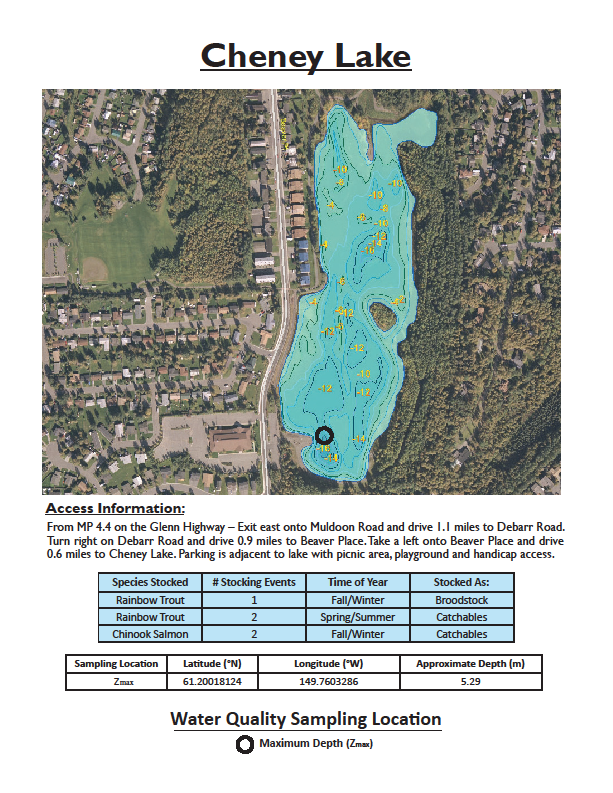 Cheney Lake
Access Information:
From MP 4.4 on the Glenn Highway – Exit east onto Muldoon Road and drive 1.1 miles to Debarr Road.
Turn right on Debarr Road and drive 0.9 miles to Beaver Place. Take a left onto Beaver Place and drive
0.6 miles to Cheney Lake. Parking is adjacent to lake with picnic area, playground and handicap access.
Species Stocked # Stocking Events Time of Year Stocked As:
Rainbow Trout 1 Fall/Winter Broodstock
Rainbow Trout 2 Spring/Summer Catchables
Chinook Salmon 2 Fall/Winter Catchables
Sampling Location Latitude (°N) Longitude (°W) Approximate Depth (m)
Zmax 61.20018124 149.7603286 5.29
Water Quality Sampling Location
Maximum Depth (Zmax)